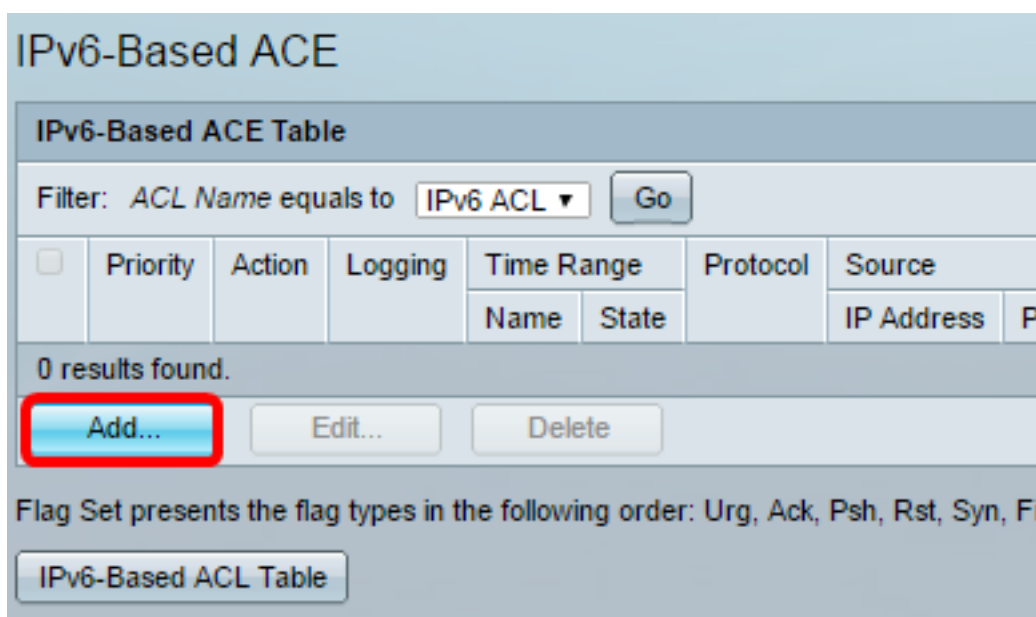 IPv6-Based ACE
IPv6-Based ACE Table
Filter: ACL Name equals to IPv6 ACL Go
Priority Action Logging Time Range Protocol Source
Name State IP Address
0 results found.
Add... Edit... Delete
Flag Set presents the flag types in the following order: Urg, Ack, Psh, Rst, Syn,
IPv6-Based ACL Table